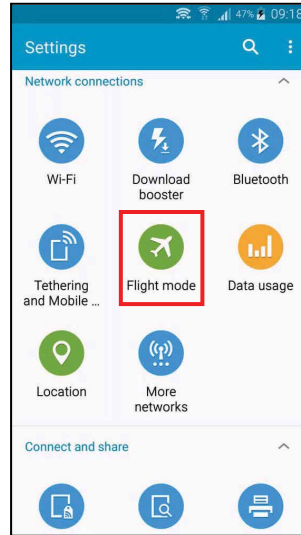 47% 09:18
Settings
Network connections
Wi-Fi
Download
booster
Bluetooth
Tethering
and Mobile ...
Flight mode
Data usage
Location
More
networks
Connect and share